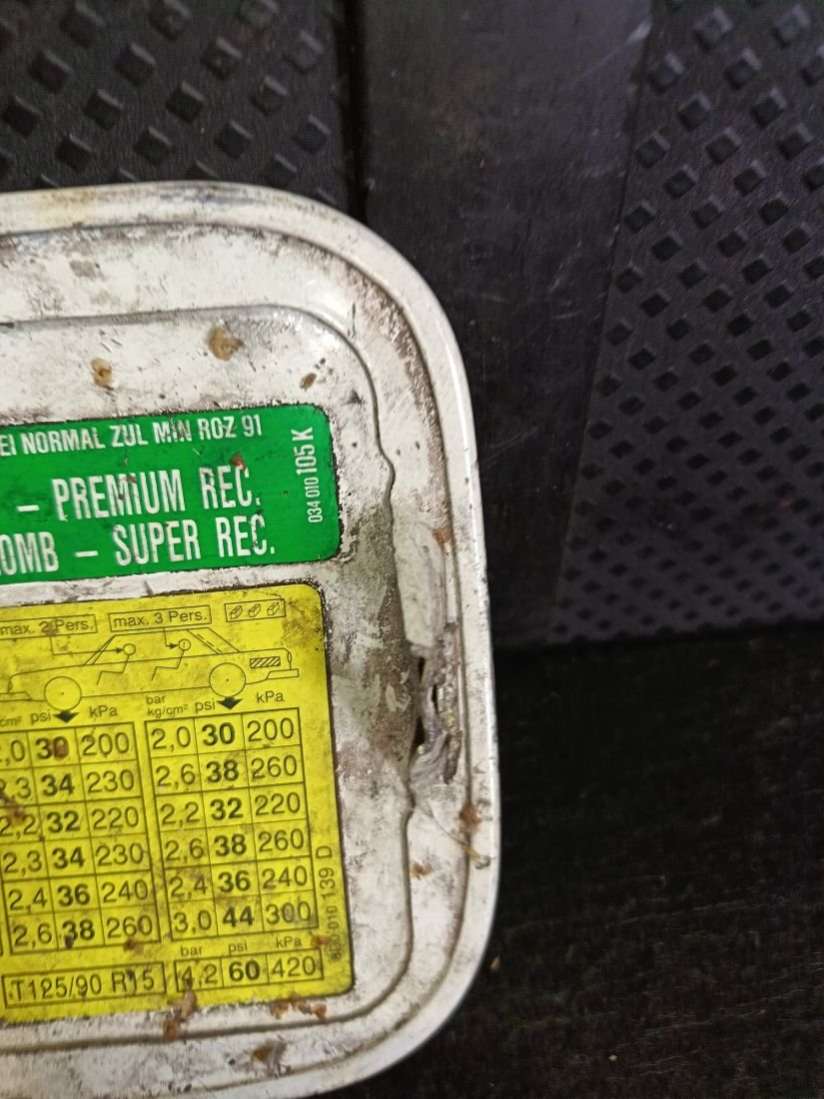 EI NORMAL ZUL MIN ROZ 91
– PREMIUM REC.
OMB – SUPER REC.
034 010 105 K
max. 2 Pers. max. 3 Pers.
cm² psi kPa bar kg/cm² psi kPa
,0 30 200 2,0 30 200
2,3 34 230 2,6 38 260
2,2 32 220 2,2 32 220
2,3 34 230 2,6 38 260
2,4 36 240 2,4 36 240
2,6 38 260 3,0 44 300
bar psi kPa
T125/90 R15 4,2 60 420
010 139 D